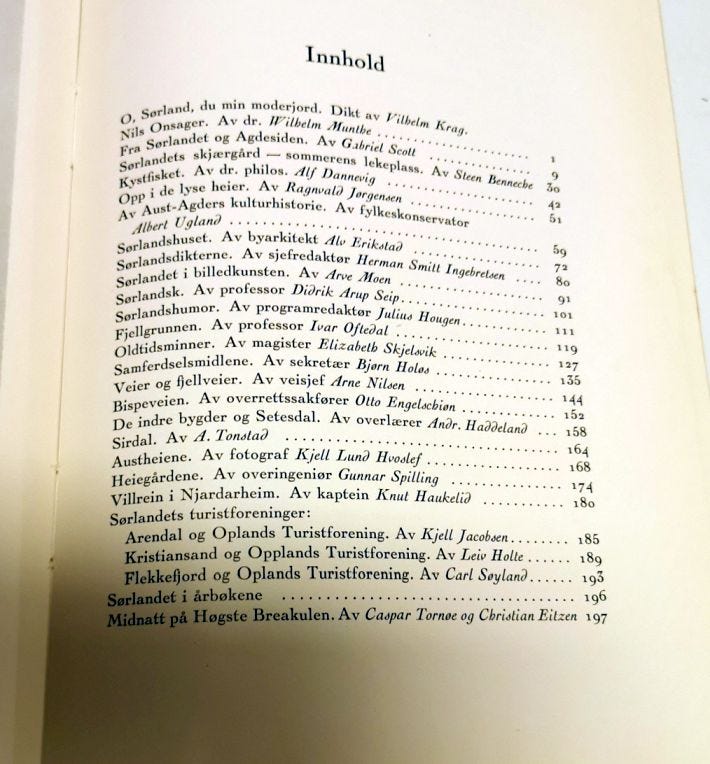 Innhold
O, Sørland, du min moderjord. Dikt av Vilhelm Krag.
Nils Onsager. Av dr. Wilhelm Munthe .................... 1
Fra Sørlandet og Agdesiden. Av Gabriel Scott ............ 9
Sørlandets skjærgård — sommerens lekeplass. Av Steen Benneche 30
Kystfisket. Av dr. philos. Alf Dannevig ................ 42
Opp i de lyse heier. Av Ragnvald Jørgensen ............. 51
Av Aust-Agders kulturhistorie. Av fylkeskonservator
Albert Ugland ........................ 59
Sørlandshuset. Av byarkitekt Alv Erikstad .............. 72
Sørlandsdikterne. Av sjefredaktør Herman Smitt Ingebretsen .... 80
Sørlandet i billedkunsten. Av Arve Moen ................ 91
Sørlandsk. Av professor Didrik Arup Seip................ 101
Sørlandshumor. Av programredaktør Julius Hougen......... 111
Fjellgrunnen. Av professor Ivar Oftedal ................ 119
Oldtidsminner. Av magister Elizabeth Skjelsvik ......... 127
Samferdselsmidlene. Av sekretær Bjørn Holøs ............ 135
Veier og fjellveier. Av veisjef Arne Nilsen ............ 144
Bispeveien. Av overrettssakfører Otto Engelschiøn ...... 152
De indre bygder og Setesdal. Av overlærer Andr. Haddeland ... 158
Sirdal. Av A. Tonstad ........................ 164
Austheiene. Av fotograf Kjell Lund Hvoslef ............. 168
Heiegårdene. Av overingeniør Gunnar Spilling ........... 174
Villrein i Njardarheim. Av kaptein Knut Haukelid ........... 180
Sørlandets turistforeninger:
Arendal og Oplands Turistforening. Av Kjell Jacobsen........ 185
Kristiansand og Opplands Turistforening. Av Leiv Holte ...... 189
Flekkefjord og Oplands Turistforening. Av Carl Søyland...... 193
Sørlandet i årbøkene ................................ 196
Midnatt på Høgste Breakulen. Av Caspar Tornøe og Christian Eitzen 197